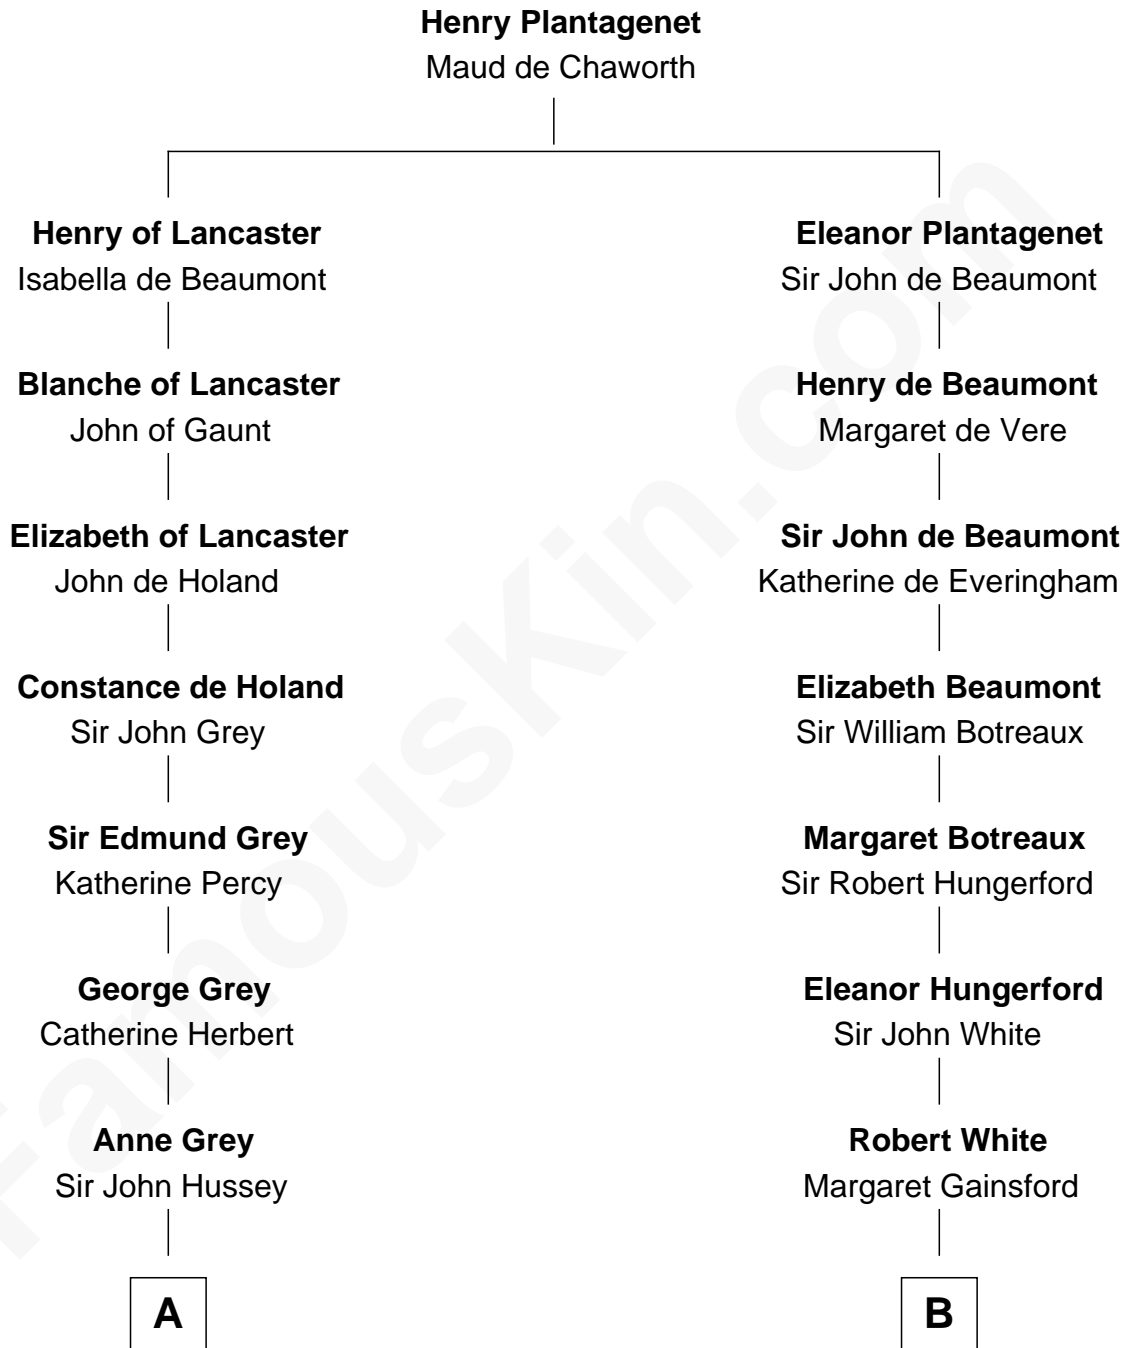 Henry Plantagenet
Maud de Chaworth
Henry of Lancaster
Isabella de Beaumont
Blanche of Lancaster
John of Gaunt
Elizabeth of Lancaster
John de Holand
Constance de Holand
Sir John Grey
Sir Edmund Grey
Katherine Percy
George Grey
Catherine Herbert
Anne Grey
Sir John Hussey
A
Eleanor Plantagenet
Sir John de Beaumont
Henry de Beaumont
Margaret de Vere
Sir John de Beaumont
Katherine de Everingham
Elizabeth Beaumont
Sir William Botreaux
Margaret Botreaux
Sir Robert Hungerford
Eleanor Hungerford
Sir John White
Robert White
Margaret Gainsford
B
FamousKin.com